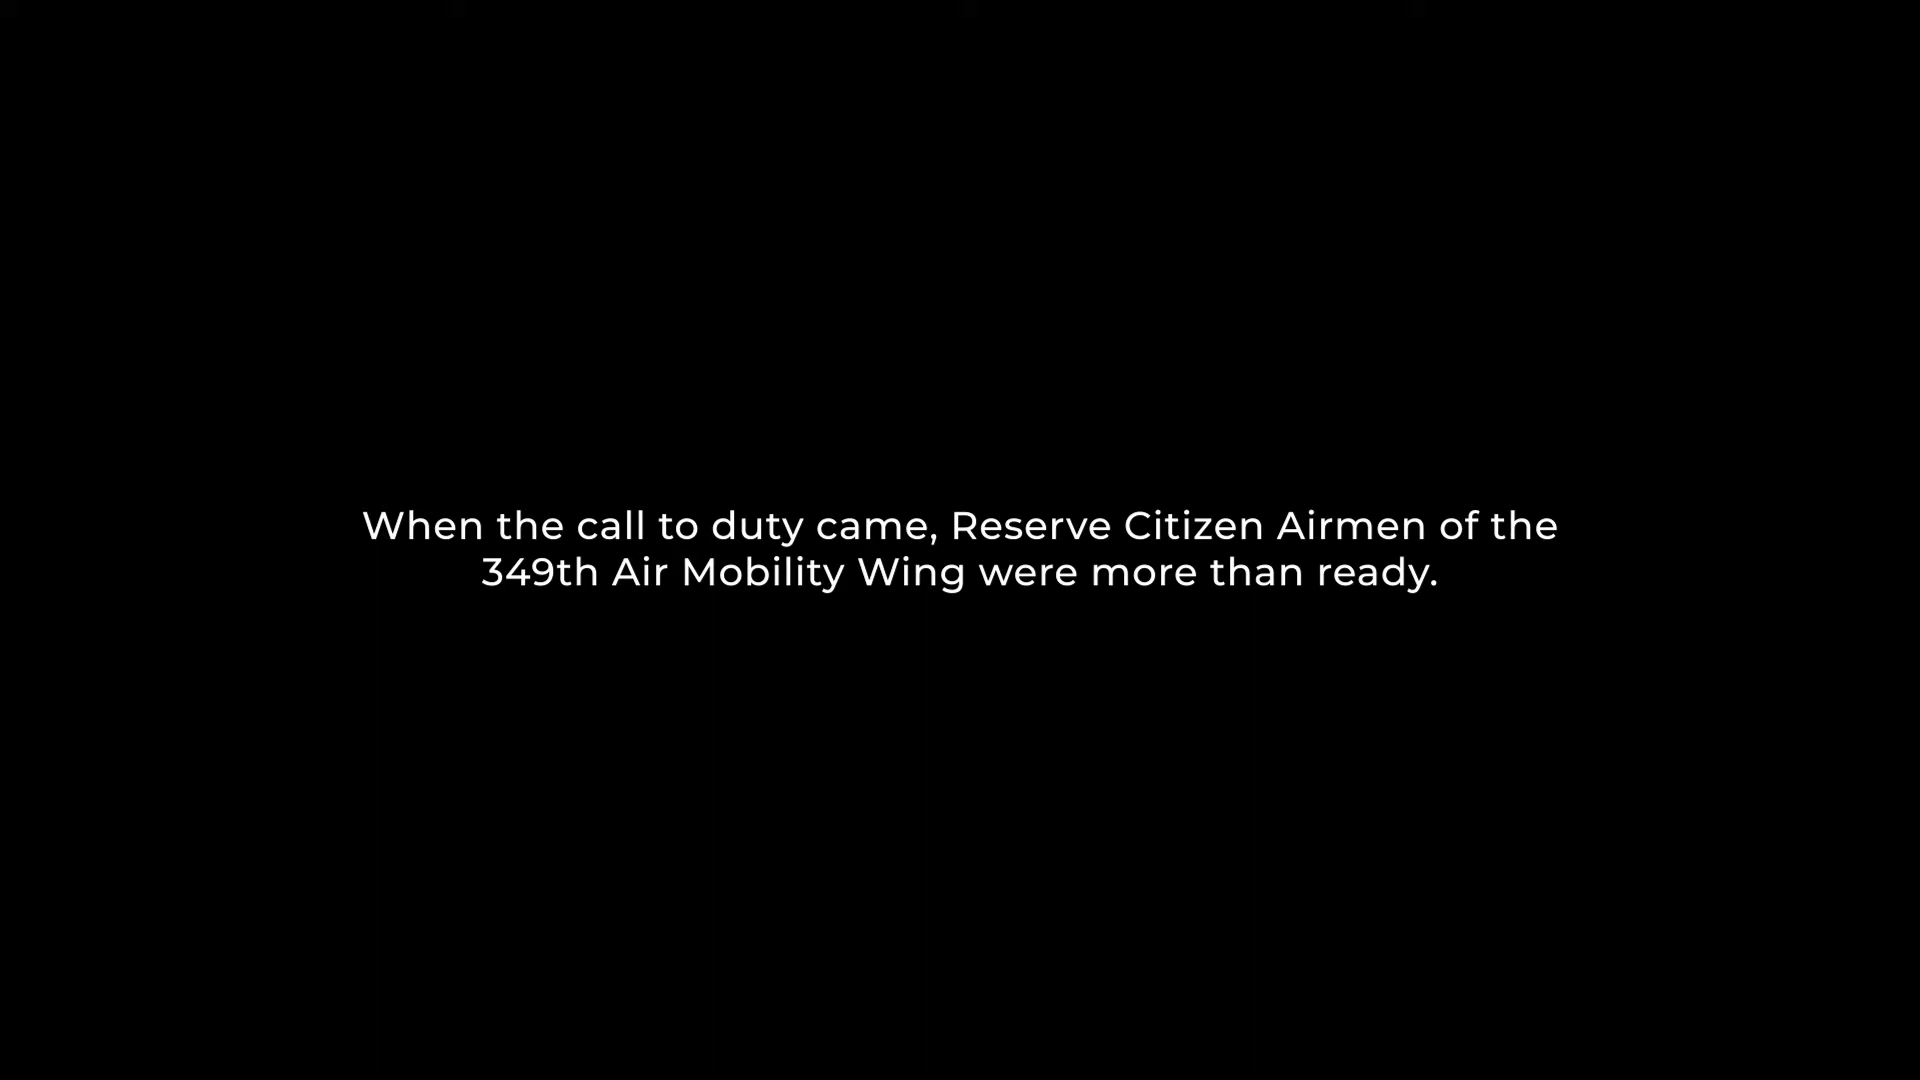 When the call to duty came, Reserve Citizen Airmen of the
349th Air Mobility Wing were more than ready.